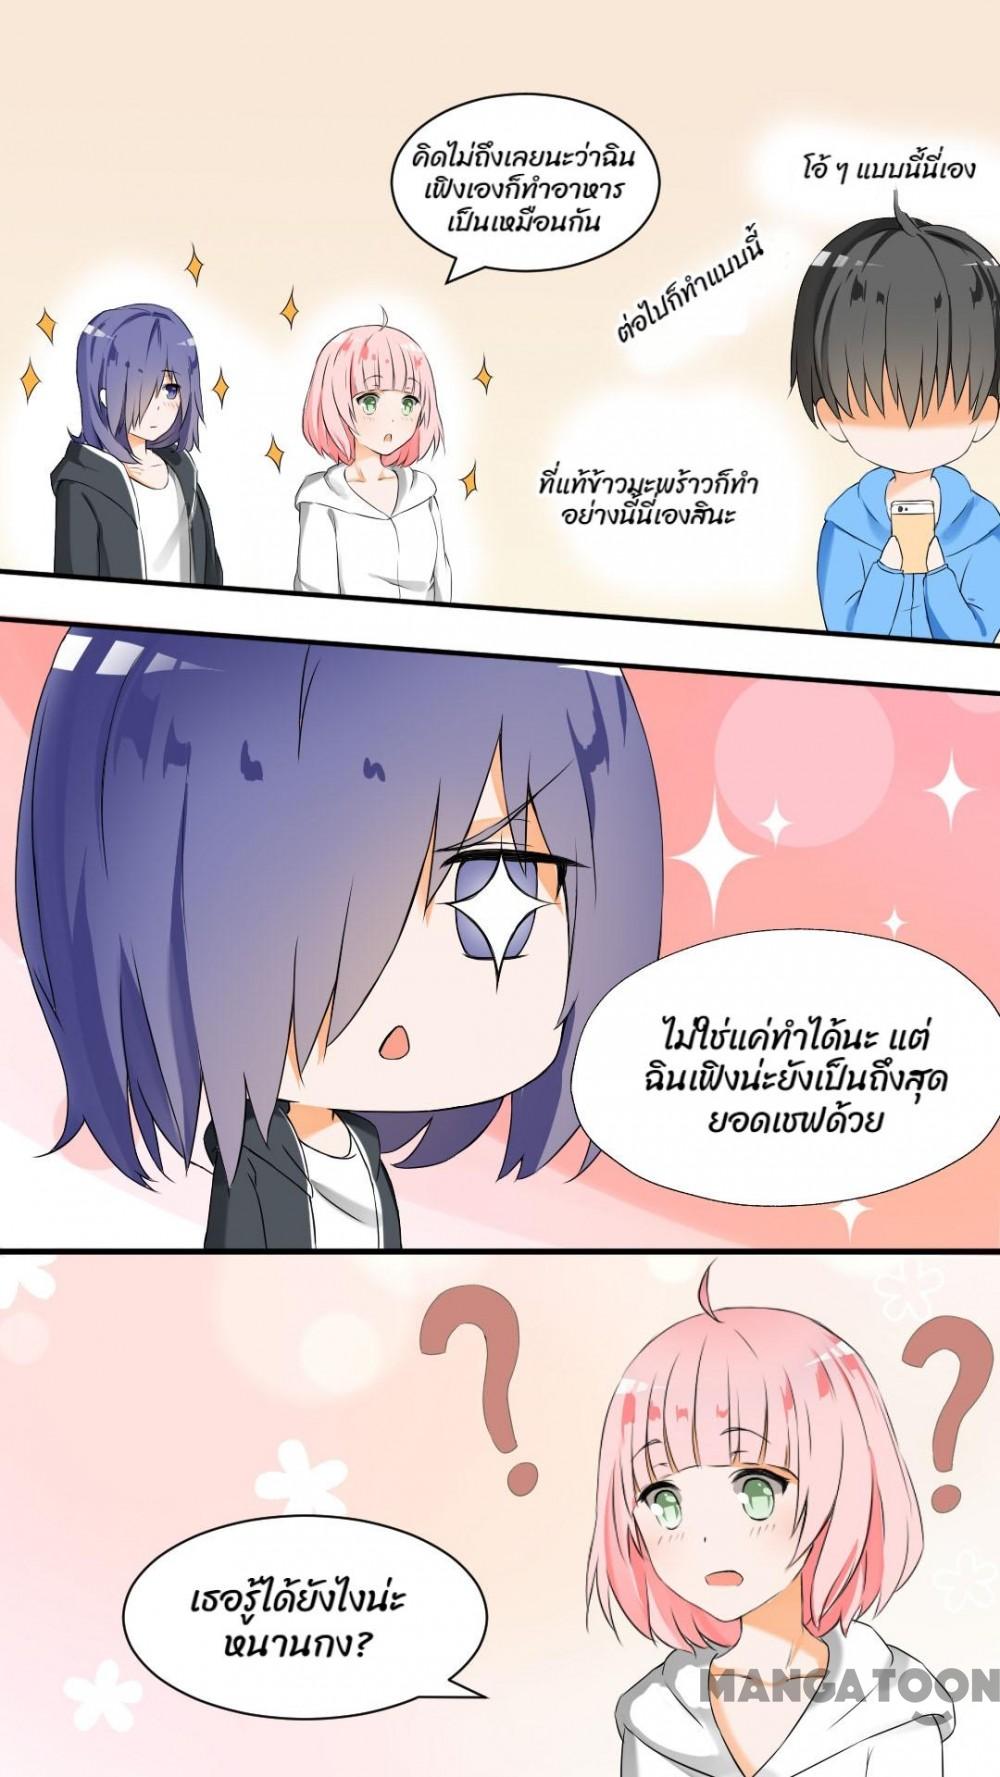 คิดไม่ถึงเลยนะว่าฉิน
เฟิงเองก็ทำอาหาร
เป็นเหมือนกัน
โอ้ ๆ แบบนี้นี่เอง
ต่อไปก็ทำแบบนี้
ที่แท้ข้าวมะพร้าวก็ทำ
อย่างนี้นี่เองสินะ
ไม่ใช่แค่ทำได้นะ แต่
ฉินเฟิงน่ะยังเป็นถึงสุด
ยอดเชฟด้วย
เธอรู้ได้ยังไงน่ะ
หนานกง?
MANGATOON